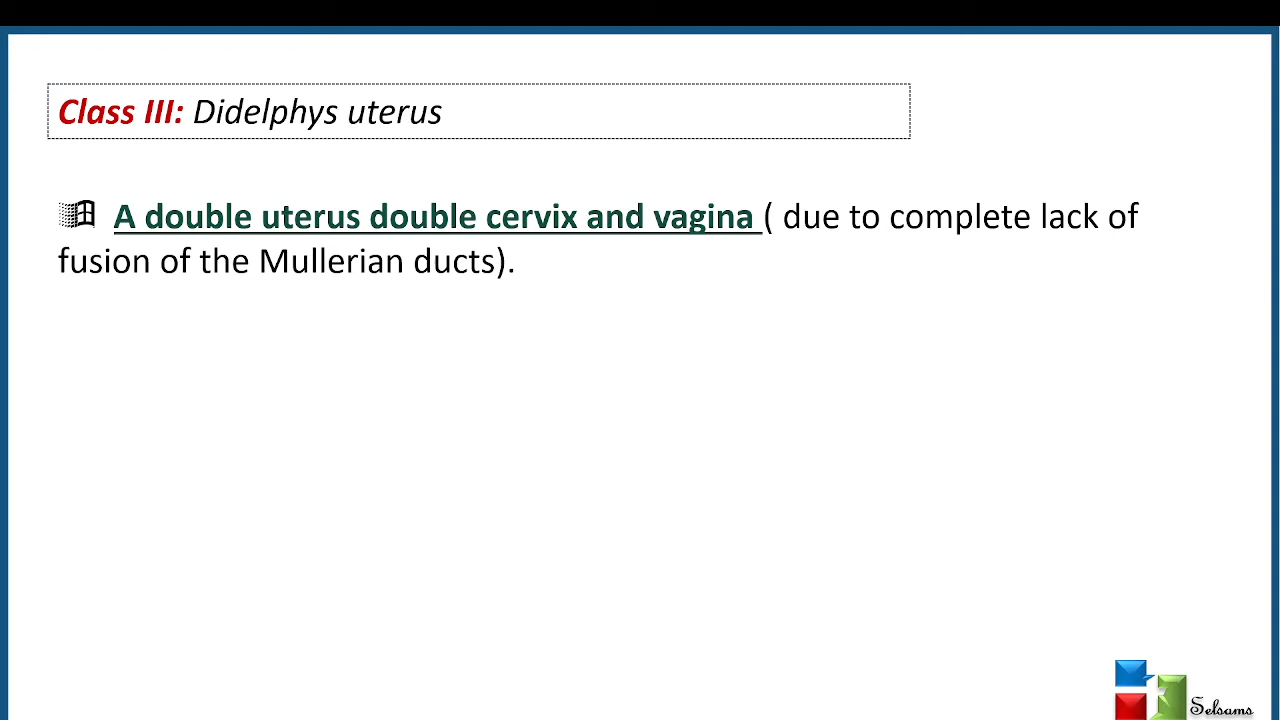 Class III: Didelphys uterus
A double uterus double cervix and vagina ( due to complete lack of
fusion of the Mullerian ducts).
Selsams